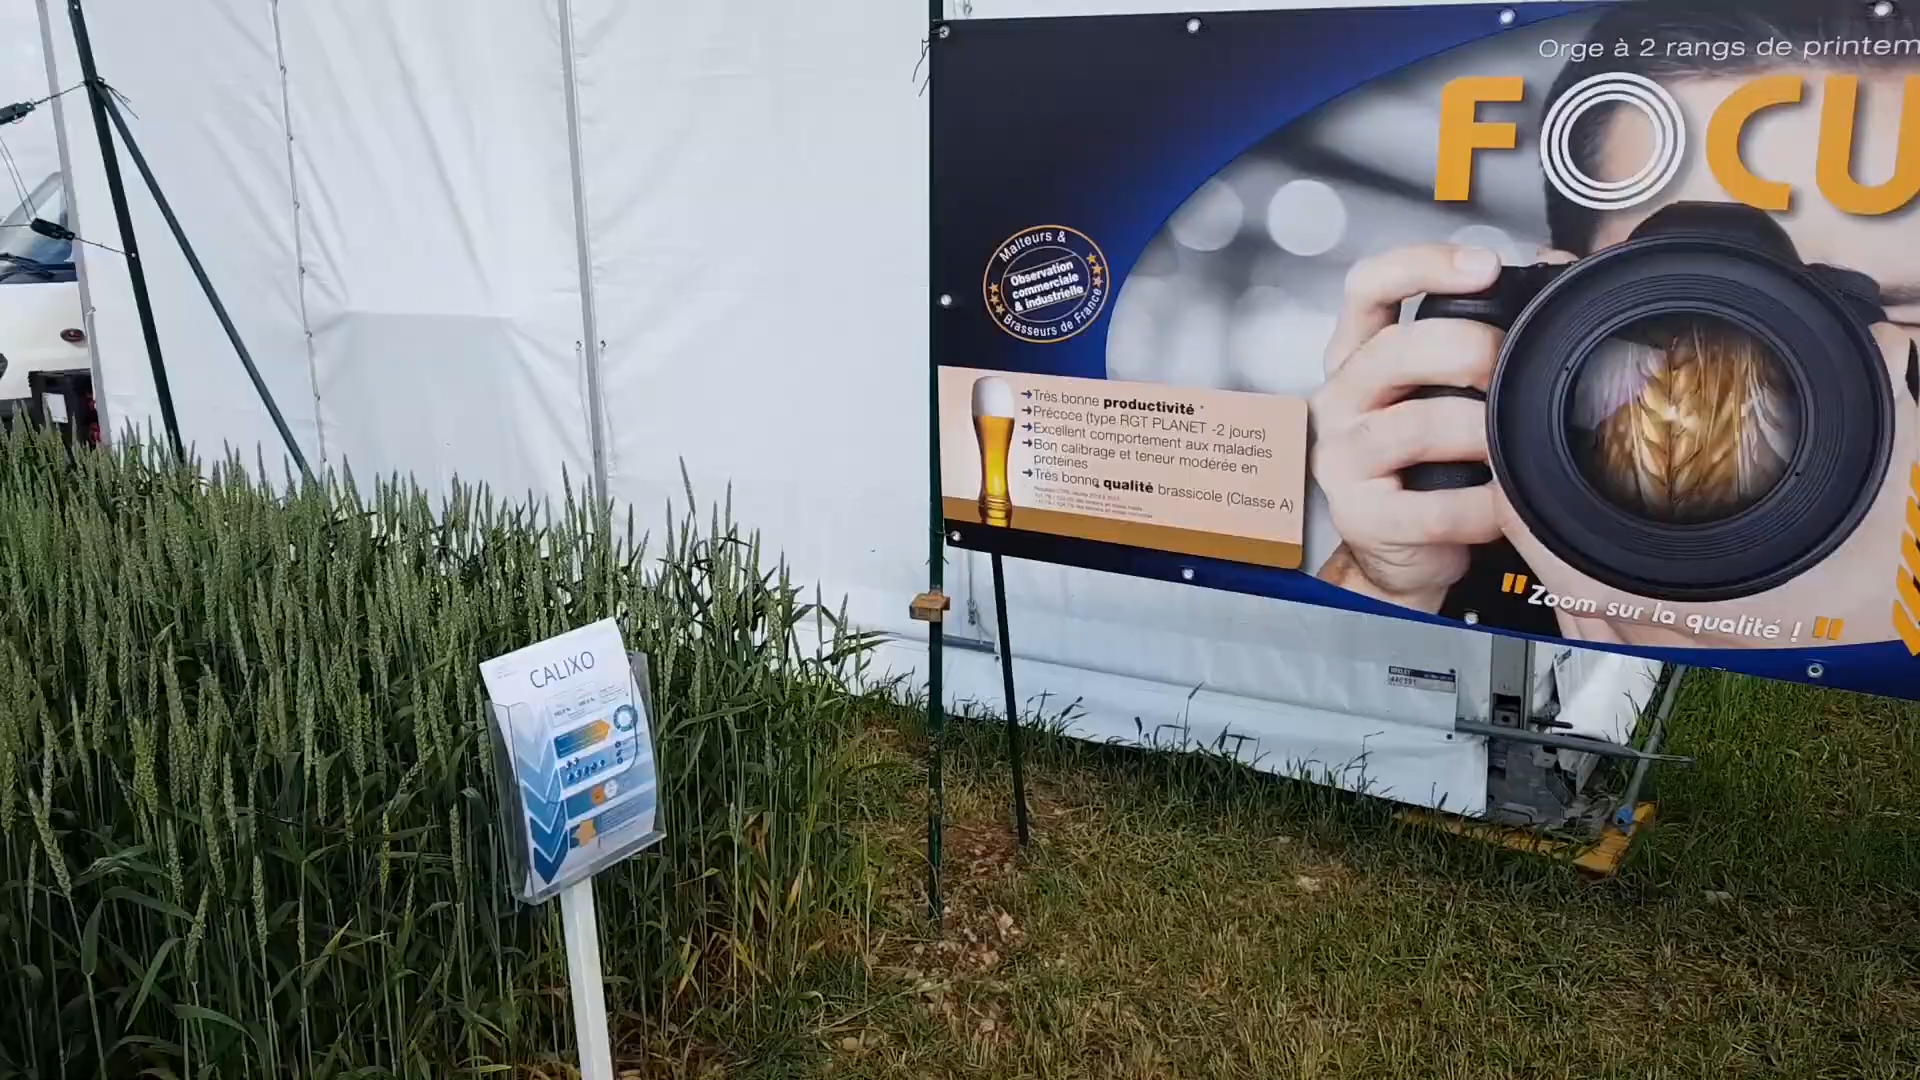 Orge à 2 rangs de printem
FOCU
Malteurs &
Observation
commerciale
& industrielle
Brasseurs de France
➜Très bonne productivité *
➜Précoce (type RGT PLANET -2 jours)
➜Excellent comportement aux maladies
➜Bon calibrage et teneur modérée en
protéines
➜Très bonne qualité brassicole (Classe A)
"Zoom sur la qualité ! "
CALIXO